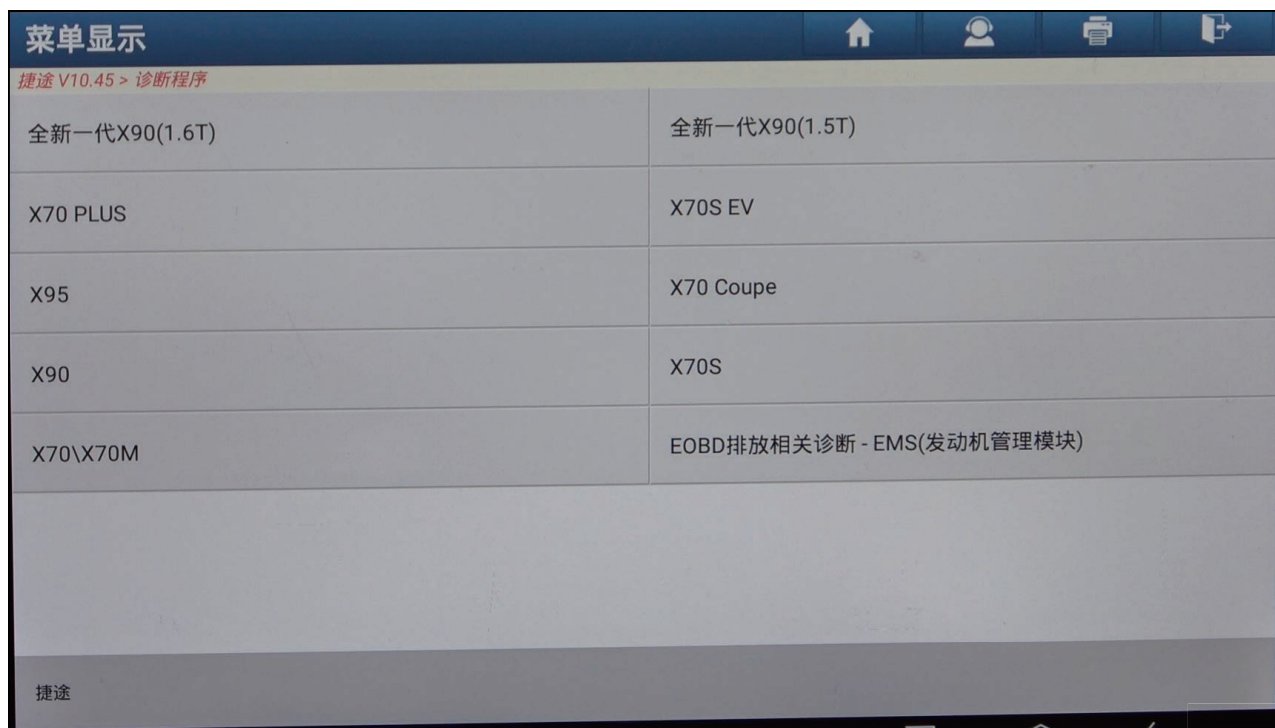 菜单显示
捷途 V10.45 > 诊断程序
全新一代X90(1.6T)
全新一代X90(1.5T)
X70 PLUS
X70S EV
X95
X70 Coupe
X90
X70S
X70\X70M
EOBD排放相关诊断 - EMS(发动机管理模块)
捷途